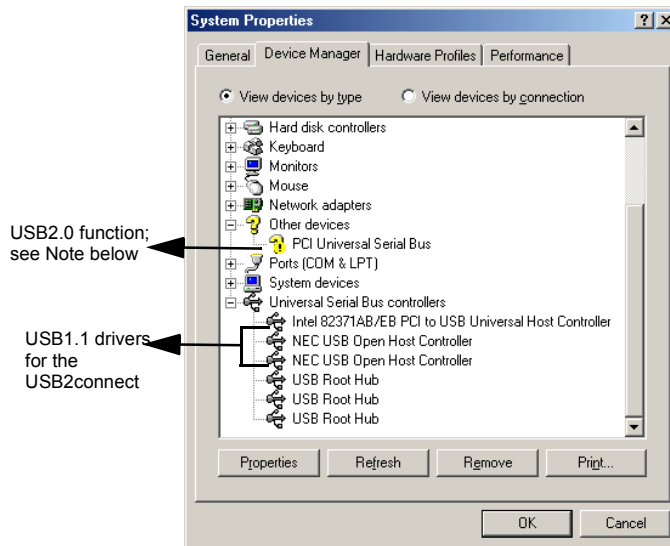 System Properties
General Device Manager Hardware Profiles Performance
View devices by type View devices by connection
Hard disk controllers
Keyboard
Monitors
Mouse
Network adapters
Other devices
PCI Universal Serial Bus
Ports (COM & LPT)
System devices
Universal Serial Bus controllers
Intel 82371AB/EB PCI to USB Universal Host Controller
NEC USB Open Host Controller
NEC USB Open Host Controller
USB Root Hub
USB Root Hub
USB Root Hub
Properties Refresh Remove Print...
OK Cancel
USB2.0 function;
see Note below
USB1.1 drivers
for the
USB2connect